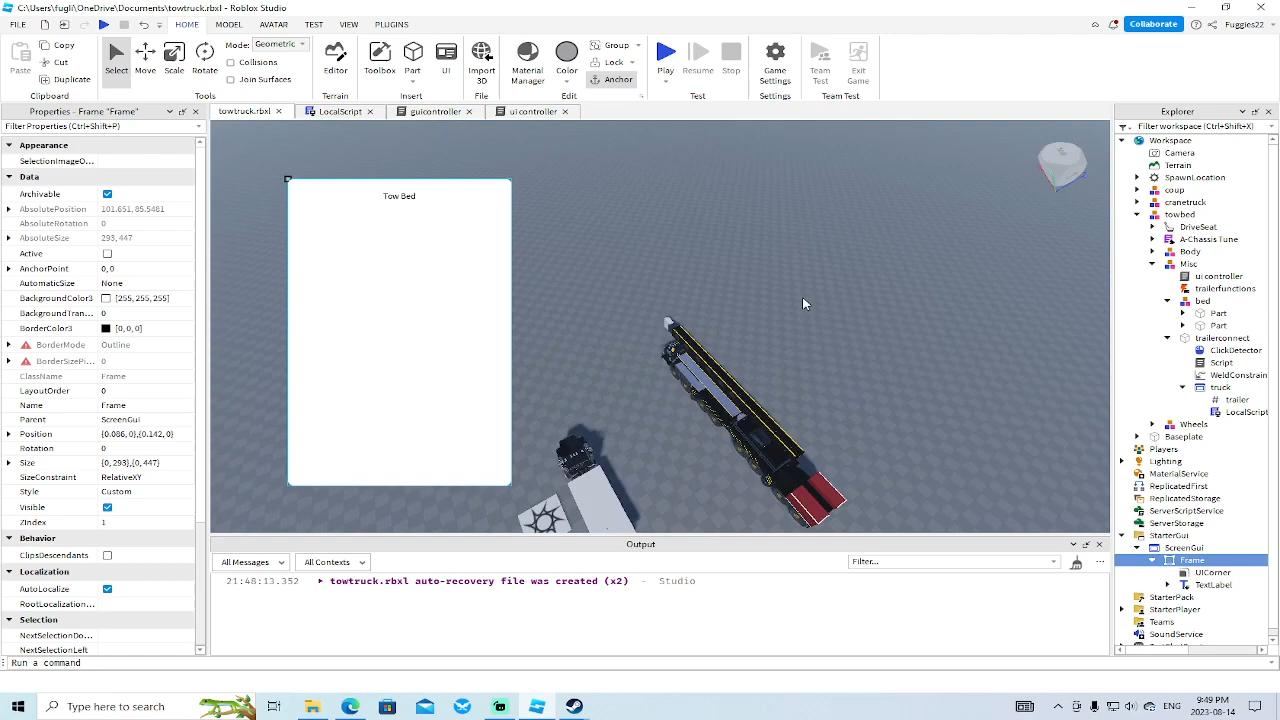 C:\Users\fugli\OneDrive\Documents\towtruck.rbxl - Roblox Studio
FILE
HOME
MODEL
AVATAR
TEST
VIEW
PLUGINS
Collaborate
Fuggies22
Paste
Copy
Cut
Duplicate
Clipboard
Select
Move
Scale
Rotate
Mode: Geometric
Collisions
Join Surfaces
Tools
Editor
Terrain
Toolbox
Part
UI
Insert
Import 3D
File
Material Manager
Color
Group
Lock
Anchor
Edit
Play
Resume
Stop
Test
Game Settings
Settings
Team Test
Exit Game
Team Test
Properties - Frame "Frame"
Filter Properties (Ctrl+Shift+P)
Appearance
SelectionImageO...
Data
Archivable
AbsolutePosition 101.651, 85.5481
AbsoluteRotation 0
AbsoluteSize 293, 447
Active
AnchorPoint 0, 0
AutomaticSize None
BackgroundColor3 [255, 255, 255]
BackgroundTran... 0
BorderColor3 [0, 0, 0]
BorderMode Outline
BorderSizePi... 0
ClassName Frame
LayoutOrder 0
Name Frame
Parent ScreenGui
Position {0.086, 0},{0.142, 0}
Rotation 0
Size {0, 293},{0, 447}
SizeConstraint RelativeXY
Style Custom
Visible
ZIndex 1
Behavior
ClipsDescendants
Localization
AutoLocalize
RootLocalization...
Selection
NextSelectionDo...
NextSelectionLeft
towtruck.rbxl
LocalScript
guicontroller
ui controller
Tow Bed
Output
All Messages
All Contexts
Filter...
21:48:13.352 towtruck.rbxl auto-recovery file was created (x2) - Studio
Explorer
Filter workspace (Ctrl+Shift+X)
Workspace
Camera
Terrain
SpawnLocation
coup
cranetruck
towbed
DriveSeat
A-Chassis Tune
Body
Misc
ui controller
trailerfunctions
bed
Part
Part
trailerconnect
ClickDetector
Script
WeldConstrain
truck
trailer
LocalScript
Wheels
Baseplate
Players
Lighting
MaterialService
ReplicatedFirst
ReplicatedStorage
ServerScriptService
ServerStorage
StarterGui
ScreenGui
Frame
UICorner
TextLabel
StarterPack
StarterPlayer
Teams
SoundService
Run a command
Type here to search
ENG
9:49 PM
2023-08-14